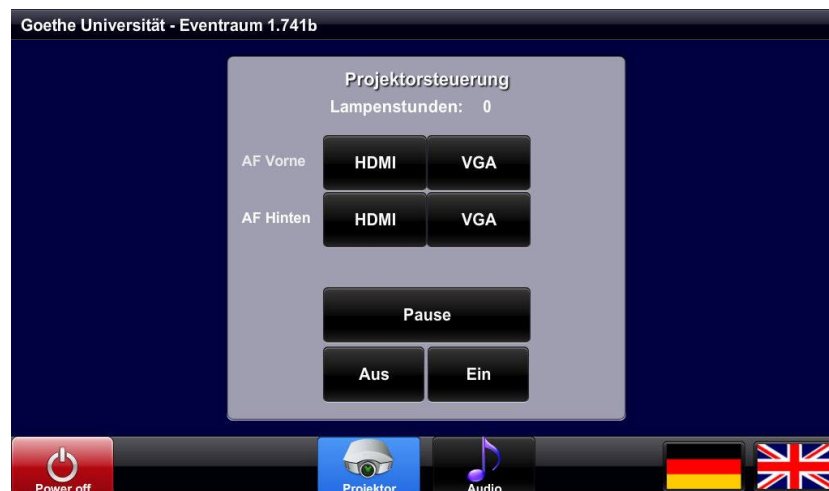 Goethe Universität - Eventraum 1.741b
Projektorsteuerung
Lampenstunden: 0
AF Vorne HDMI VGA
AF Hinten HDMI VGA
Pause
Aus Ein
Power off Projektor Audio